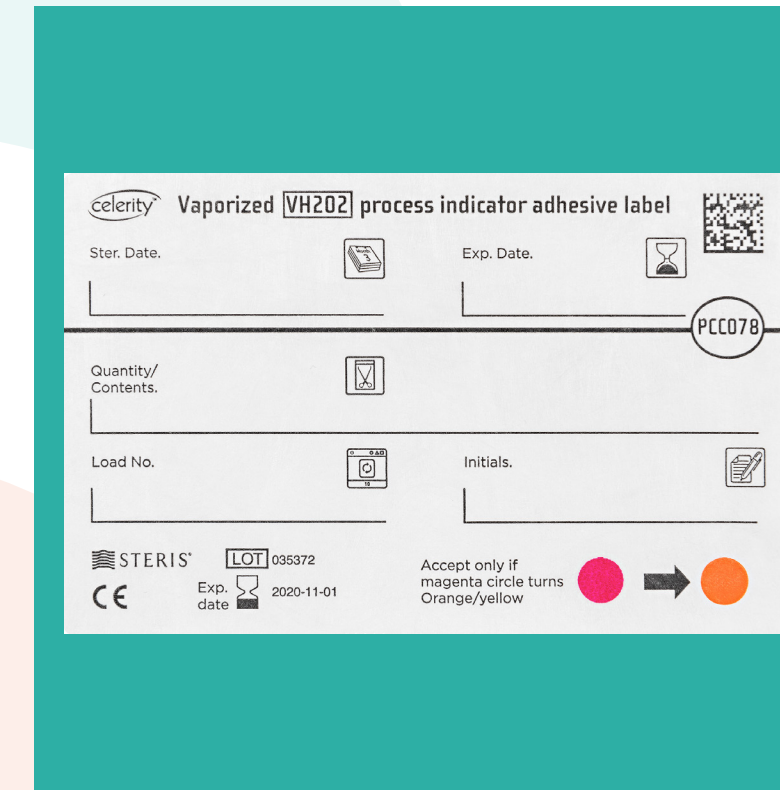 celerity™ Vaporized VH202 process indicator adhesive label
Ster. Date.
Exp. Date.
PCC078
Quantity/
Contents.
Load No.
Initials.
STERIS®
LOT 035372
Exp.
date
2020-11-01
CE
Accept only if
magenta circle turns
Orange/yellow